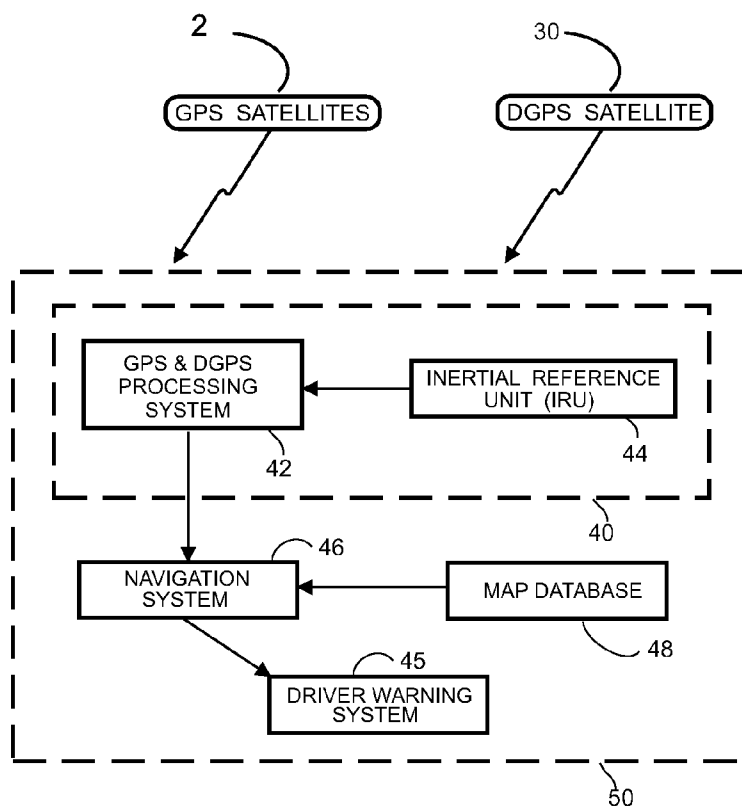 2
30
GPS SATELLITES
DGPS SATELLITE
GPS & DGPS
PROCESSING
SYSTEM
42
INERTIAL REFERENCE
UNIT (IRU)
44
40
46
NAVIGATION
SYSTEM
MAP DATABASE
48
45
DRIVER WARNING
SYSTEM
50